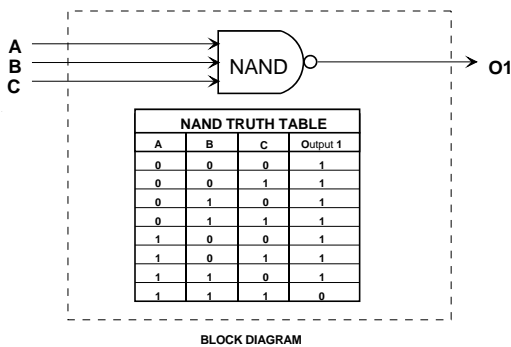 A
B
C
NAND
O1
NAND TRUTH TABLE
A B C Output 1
0 0 0 1
0 0 1 1
0 1 0 1
0 1 1 1
1 0 0 1
1 0 1 1
1 1 0 1
1 1 1 0
BLOCK DIAGRAM